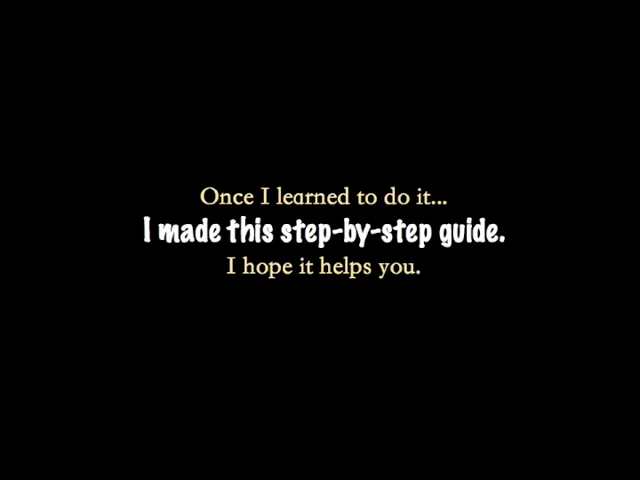 Once I learned to do it...
I made this step-by-step guide.
I hope it helps you.